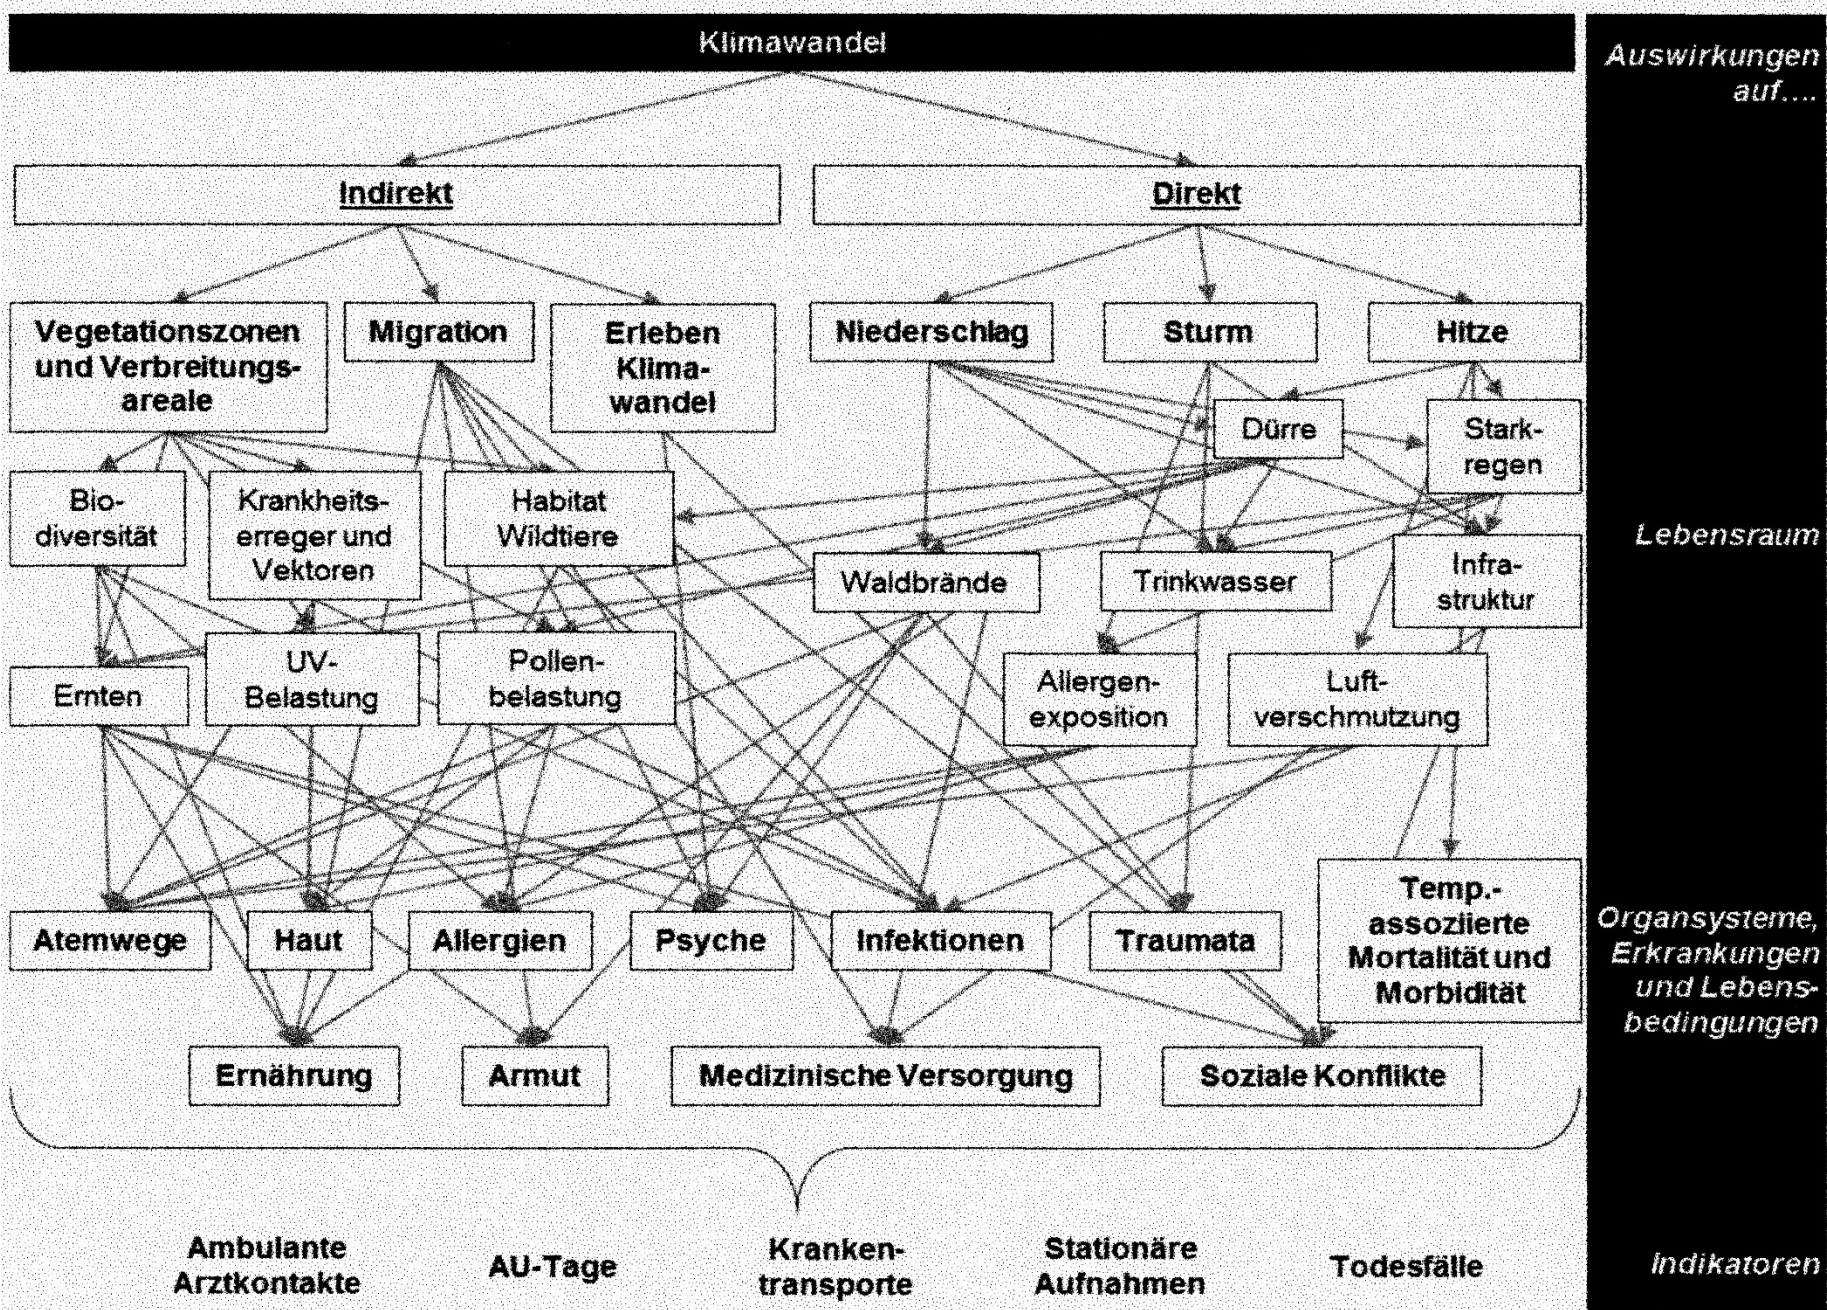 Klimawandel
Auswirkungen
auf....
Indirekt
Direkt
Vegetationszonen
und Verbreitungs-
areale
Migration
Erleben
Klima-
wandel
Niederschlag
Sturm
Hitze
Dürre
Stark-
regen
Bio-
diversität
Krankheits-
erreger und
Vektoren
Habitat
Wildtiere
Lebensraum
Waldbrände
Trinkwasser
Infra-
struktur
Ernten
UV-
Belastung
Pollen-
belastung
Allergen-
exposition
Luft-
verschmutzung
Atemwege
Haut
Allergien
Psyche
Infektionen
Traumata
Temp.-
assoziierte
Mortalität und
Morbidität
Organsysteme,
Erkrankungen
und Lebens-
bedingungen
Ernährung
Armut
Medizinische Versorgung
Soziale Konflikte
Ambulante
Arztkontakte
AU-Tage
Kranken-
transporte
Stationäre
Aufnahmen
Todesfälle
Indikatoren